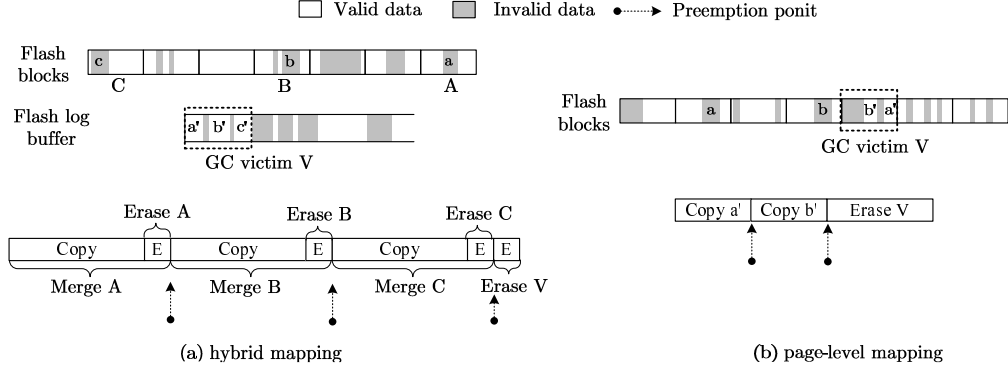 Valid data Invalid data Preemption ponit
Flash blocks
c b a
C B A
Flash log buffer
a' b' c'
GC victim V
Erase A Erase B Erase C
Copy E Copy E Copy E E
Merge A Merge B Merge C Erase V
(a) hybrid mapping
Flash blocks
a b b' a'
GC victim V
Copy a' Copy b' Erase V
(b) page-level mapping